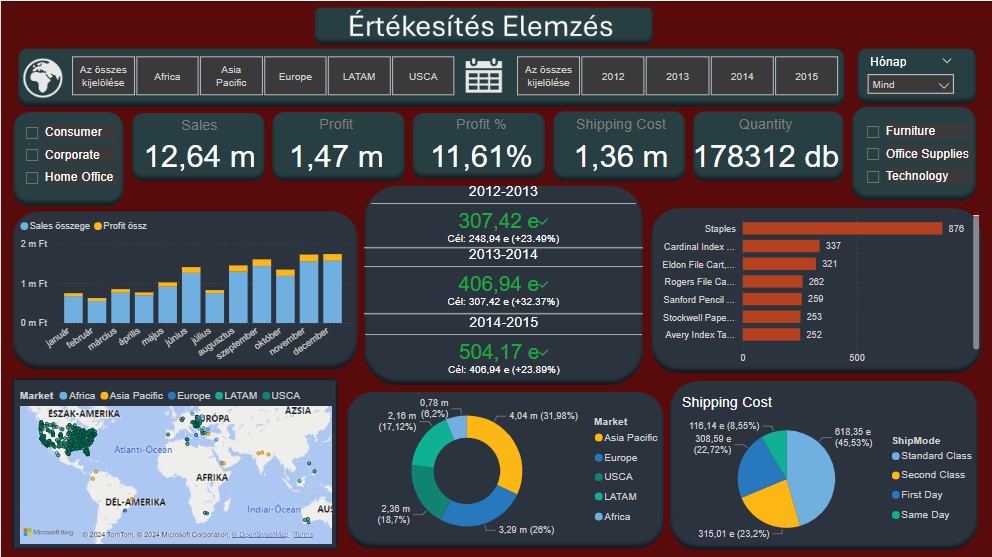 Értékesítés Elemzés
Az összes
kijelölése
Africa
Asia
Pacific
Europe
LATAM
USCA
Az összes
kijelölése
2012
2013
2014
2015
Hónap
Mind
Consumer
Corporate
Home Office
Sales
12,64 m
Profit
1,47 m
Profit %
11,61%
Shipping Cost
1,36 m
Quantity
178312 db
Furniture
Office Supplies
Technology
Sales összege
Profit össz
2 m Ft
1 m Ft
0 m Ft
január
február
március
április
május
június
július
augusztus
szeptember
október
november
december
2012-2013
307,42 e
Cél: 248,94 e (+23.49%)
2013-2014
406,94 e
Cél: 307,42 e (+32.37%)
2014-2015
504,17 e
Cél: 406,94 e (+23.89%)
Staples
876
Cardinal Index ...
337
Eldon File Cart,...
321
Rogers File Ca...
262
Sanford Pencil ...
259
Stockwell Pape...
253
Avery Index Ta...
252
0
500
Market
Africa
Asia Pacific
Europe
LATAM
USCA
ÉSZAK-AMERIKA
EURÓPA
ÁZSIA
Atlanti-Óceán
AFRIKA
DÉL-AMERIKA
Indiai-Óceán
AUS
Microsoft Bing
© 2024 TomTom, © 2024 Microsoft Corporation, © OpenStreetMap
Terms
0,78 m
(6,2%)
2,16 m
(17,12%)
4,04 m (31,98%)
2,36 m
(18,7%)
3,29 m (26%)
Market
Asia Pacific
Europe
USCA
LATAM
Africa
Shipping Cost
116,14 e (8,55%)
308,59 e
(22,72%)
618,35 e
(45,53%)
315,01 e (23,2%)
ShipMode
Standard Class
Second Class
First Day
Same Day